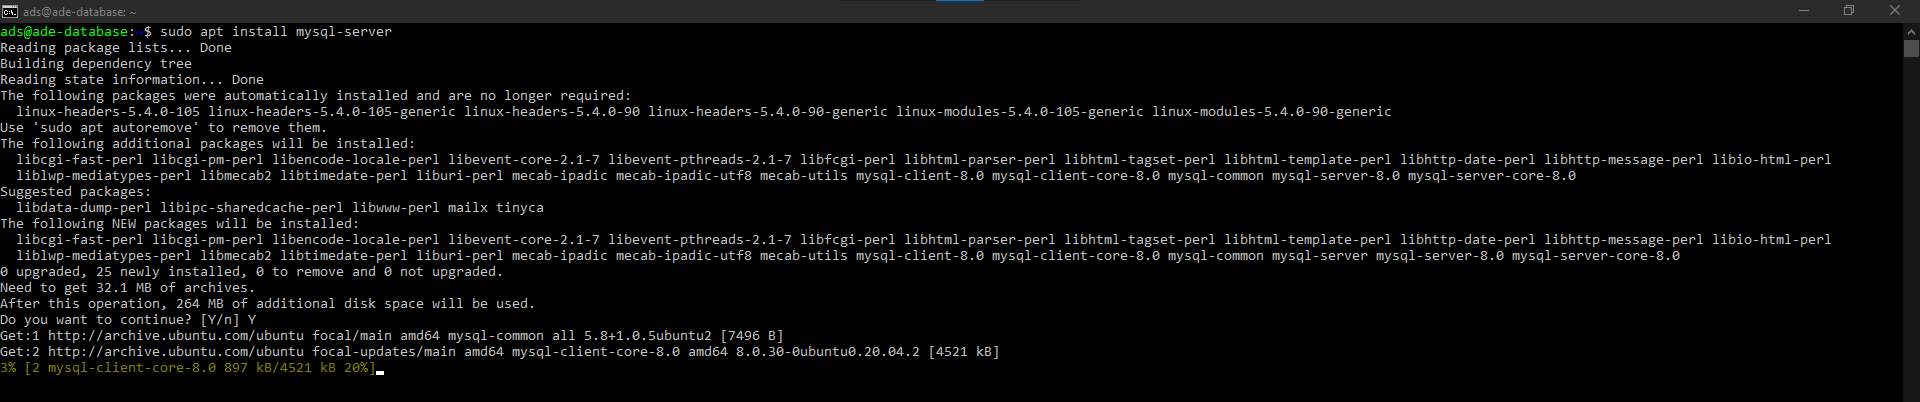 ads@ade-database: ~
ads@ade-database:~$ sudo apt install mysql-server
Reading package lists... Done
Building dependency tree
Reading state information... Done
The following packages were automatically installed and are no longer required:
linux-headers-5.4.0-105 linux-headers-5.4.0-105-generic linux-headers-5.4.0-90 linux-headers-5.4.0-90-generic linux-modules-5.4.0-105-generic linux-modules-5.4.0-90-generic
Use 'sudo apt autoremove' to remove them.
The following additional packages will be installed:
libcgi-fast-perl libcgi-pm-perl libencode-locale-perl libevent-core-2.1-7 libevent-pthreads-2.1-7 libfcgi-perl libhtml-parser-perl libhtml-tagset-perl libhtml-template-perl libhttp-date-perl libhttp-message-perl libio-html-perl
liblwp-mediatypes-perl libmecab2 libtimedate-perl liburi-perl mecab-ipadic mecab-ipadic-utf8 mecab-utils mysql-client-8.0 mysql-client-core-8.0 mysql-common mysql-server-8.0 mysql-server-core-8.0
Suggested packages:
libdata-dump-perl libipc-sharedcache-perl libwww-perl mailx tinyca
The following NEW packages will be installed:
libcgi-fast-perl libcgi-pm-perl libencode-locale-perl libevent-core-2.1-7 libevent-pthreads-2.1-7 libfcgi-perl libhtml-parser-perl libhtml-tagset-perl libhtml-template-perl libhttp-date-perl libhttp-message-perl libio-html-perl
liblwp-mediatypes-perl libmecab2 libtimedate-perl liburi-perl mecab-ipadic mecab-ipadic-utf8 mecab-utils mysql-client-8.0 mysql-client-core-8.0 mysql-common mysql-server mysql-server-8.0 mysql-server-core-8.0
0 upgraded, 25 newly installed, 0 to remove and 0 not upgraded.
Need to get 32.1 MB of archives.
After this operation, 264 MB of additional disk space will be used.
Do you want to continue? [Y/n] Y
Get:1 http://archive.ubuntu.com/ubuntu focal/main amd64 mysql-common all 5.8+1.0.5ubuntu2 [7496 B]
Get:2 http://archive.ubuntu.com/ubuntu focal-updates/main amd64 mysql-client-core-8.0 amd64 8.0.30-0ubuntu0.20.04.2 [4521 kB]
3% [2 mysql-client-core-8.0 897 kB/4521 kB 20%]